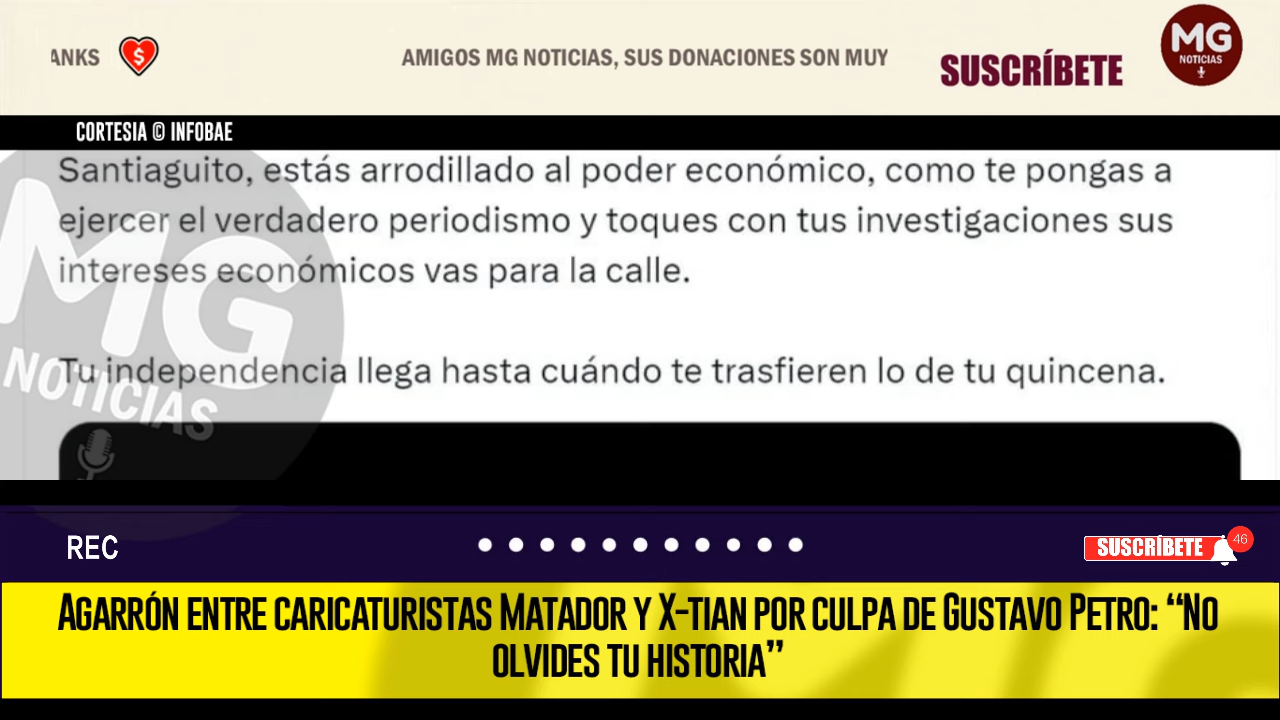 ANKS
AMIGOS MG NOTICIAS, SUS DONACIONES SON MUY
SUSCRÍBETE
MG
NOTICIAS
CORTESIA © INFOBAE
Santiaguito, estás arrodillado al poder económico, como te pongas a
ejercer el verdadero periodismo y toques con tus investigaciones sus
intereses económicos vas para la calle.
Tu independencia llega hasta cuándo te trasfieren lo de tu quincena.
MG
NOTICIAS
REC
SUSCRÍBETE
46
AGARRÓN ENTRE CARICATURISTAS MATADOR Y X-TIAN POR CULPA DE GUSTAVO PETRO: “NO
OLVIDES TU HISTORIA”